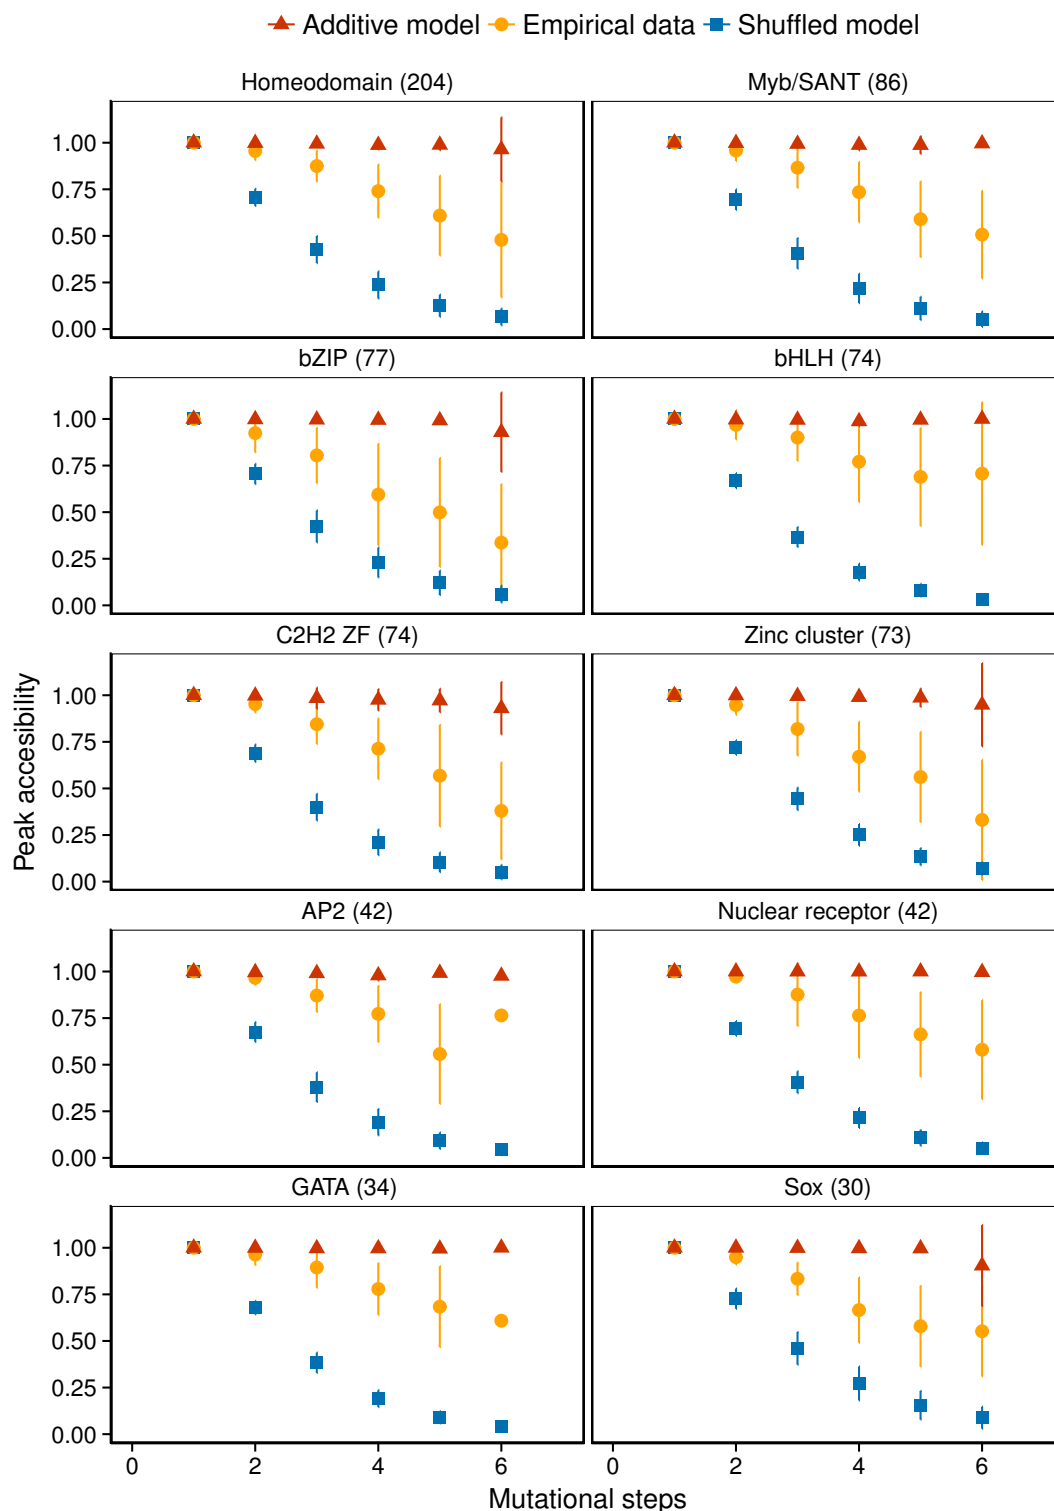 Additive model Empirical data Shuffled model
Homeodomain (204) Myb/SANT (86)
1.00
0.75
0.50
0.25
0.00
bZIP (77) bHLH (74)
1.00
0.75
0.50
0.25
0.00
C2H2 ZF (74) Zinc cluster (73)
1.00
0.75
0.50
0.25
0.00
Peak accesibility
AP2 (42) Nuclear receptor (42)
1.00
0.75
0.50
0.25
0.00
GATA (34) Sox (30)
1.00
0.75
0.50
0.25
0.00
0 2 4 6 0 2 4 6
Mutational steps